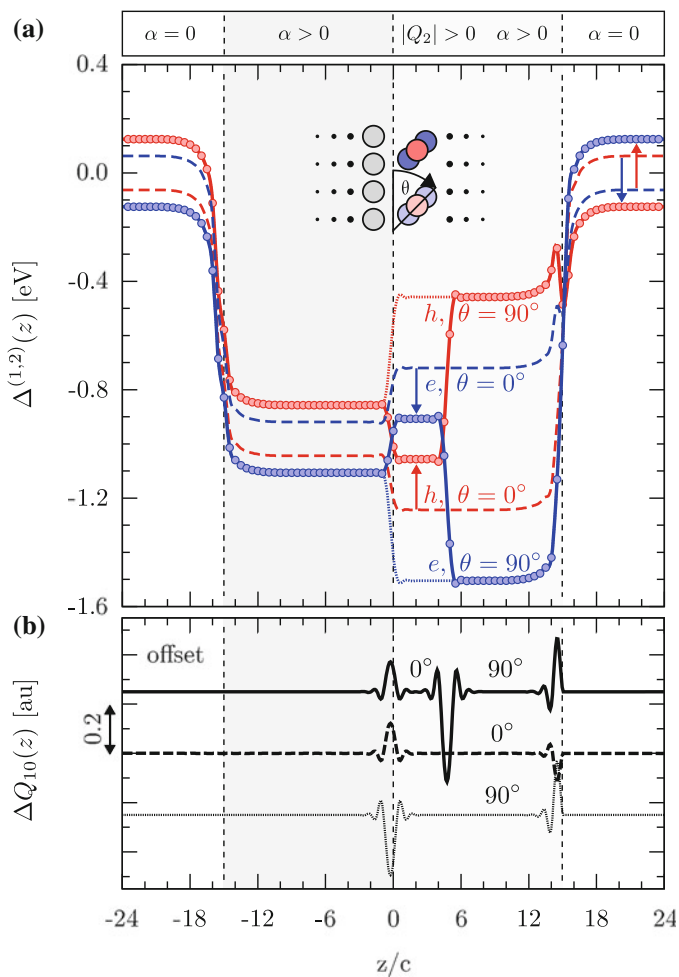 (a)
α = 0 α > 0 |Q₂| > 0 α > 0 α = 0
0.4
0.0
-0.4
-0.8
-1.2
-1.6
Δ⁽¹,²⁾(z) [eV]
θ
h, θ = 90°
e, θ = 0°
h, θ = 0°
e, θ = 90°
(b)
offset
0° 90°
0°
90°
0.2
ΔQ₁₀(z) [au]
-24 -18 -12 -6 0 6 12 18 24
z/c